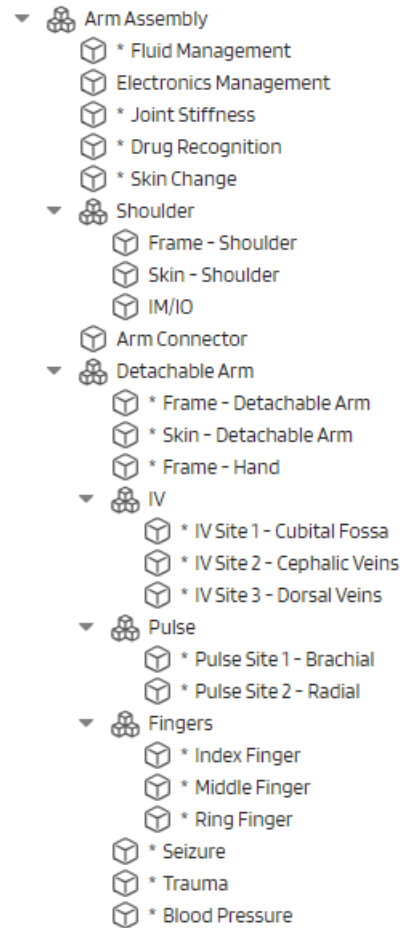 Arm Assembly
* Fluid Management
Electronics Management
* Joint Stiffness
* Drug Recognition
* Skin Change
Shoulder
Frame - Shoulder
Skin - Shoulder
IM/IO
Arm Connector
Detachable Arm
* Frame - Detachable Arm
* Skin - Detachable Arm
* Frame - Hand
IV
* IV Site 1 - Cubital Fossa
* IV Site 2 - Cephalic Veins
* IV Site 3 - Dorsal Veins
Pulse
* Pulse Site 1 - Brachial
* Pulse Site 2 - Radial
Fingers
* Index Finger
* Middle Finger
* Ring Finger
* Seizure
* Trauma
* Blood Pressure